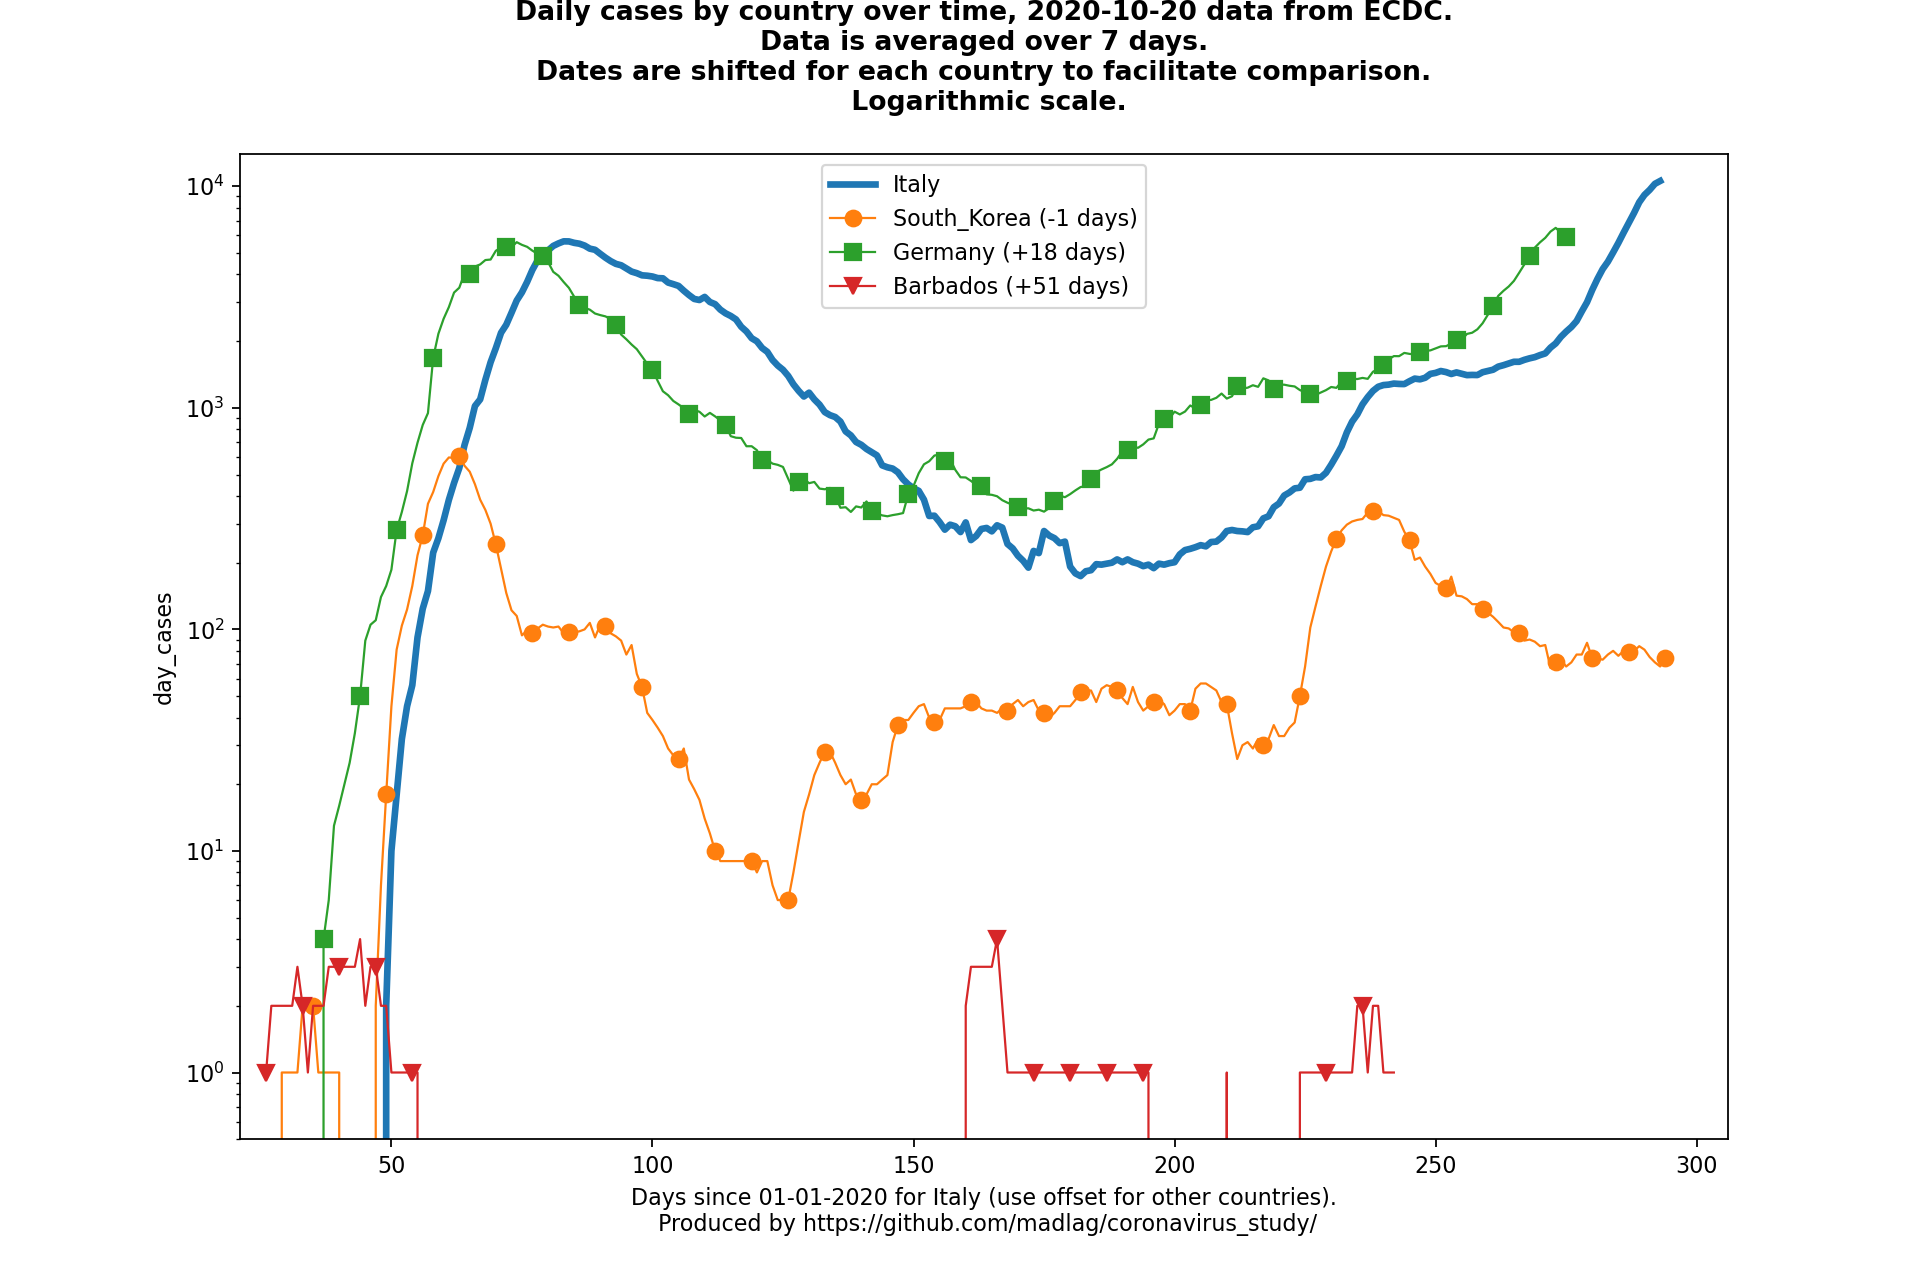 Daily cases by country over time, 2020-10-20 data from ECDC.
Data is averaged over 7 days.
Dates are shifted for each country to facilitate comparison.
Logarithmic scale.
Italy
South_Korea (-1 days)
Germany (+18 days)
Barbados (+51 days)
10⁴
10³
10²
10¹
10⁰
day_cases
50 100 150 200 250 300
Days since 01-01-2020 for Italy (use offset for other countries).
Produced by https://github.com/madlag/coronavirus_study/